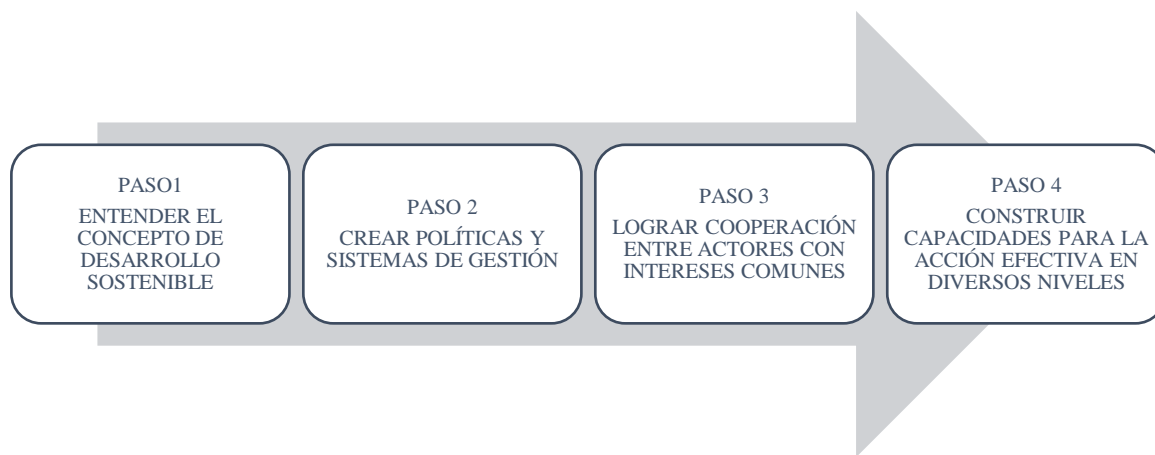 PASO1
ENTENDER EL
CONCEPTO DE
DESARROLLO
SOSTENIBLE
PASO 2
CREAR POLÍTICAS Y
SISTEMAS DE GESTIÓN
PASO 3
LOGRAR COOPERACIÓN
ENTRE ACTORES CON
INTERESES COMUNES
PASO 4
CONSTRUIR
CAPACIDADES PARA LA
ACCIÓN EFECTIVA EN
DIVERSOS NIVELES